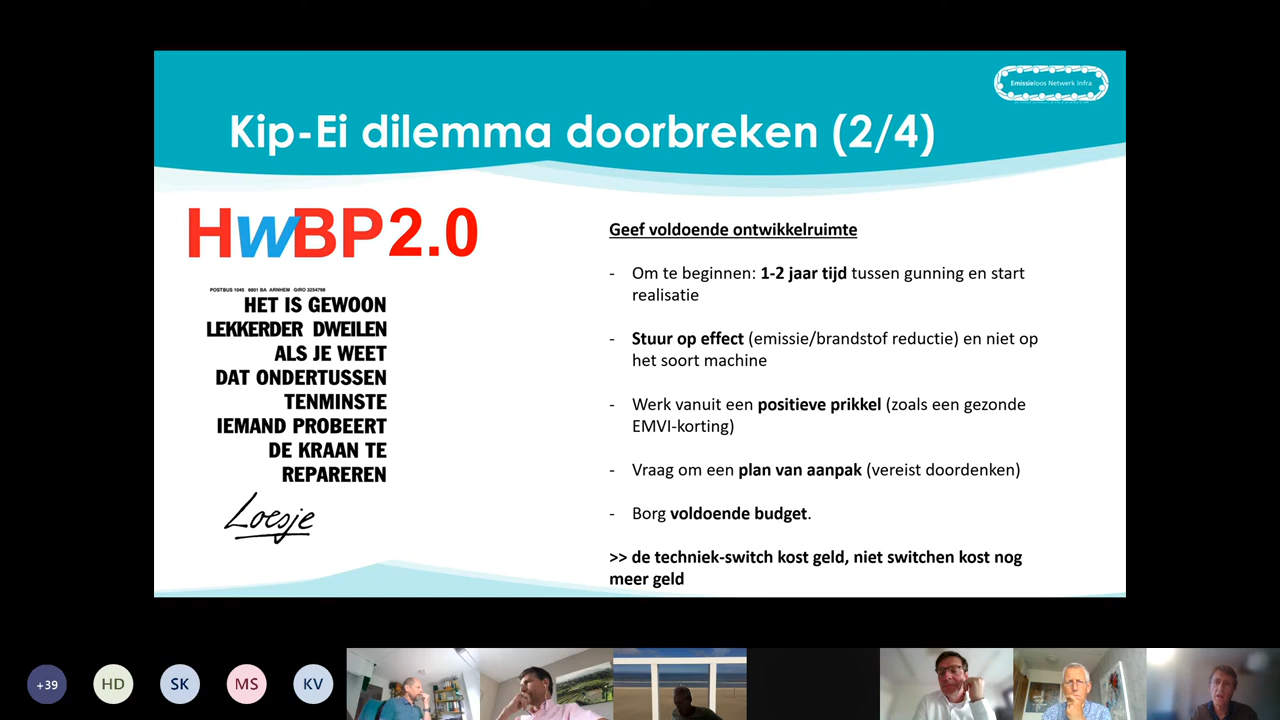 Emissieloos Netwerk Infra
Kip-Ei dilemma doorbreken (2/4)
HwBP2.0
POSTBUS 1045 6801 BA ARNHEM GIRO 3254768
HET IS GEWOON
LEKKERDER DWEILEN
ALS JE WEET
DAT ONDERTUSSEN
TENMINSTE
IEMAND PROBEERT
DE KRAAN TE
REPAREREN
Loesje
Geef voldoende ontwikkelruimte
- Om te beginnen: 1-2 jaar tijd tussen gunning en start
realisatie
- Stuur op effect (emissie/brandstof reductie) en niet op
het soort machine
- Werk vanuit een positieve prikkel (zoals een gezonde
EMVI-korting)
- Vraag om een plan van aanpak (vereist doordenken)
- Borg voldoende budget.
>> de techniek-switch kost geld, niet switchen kost nog
meer geld
+39
HD
SK
MS
KV